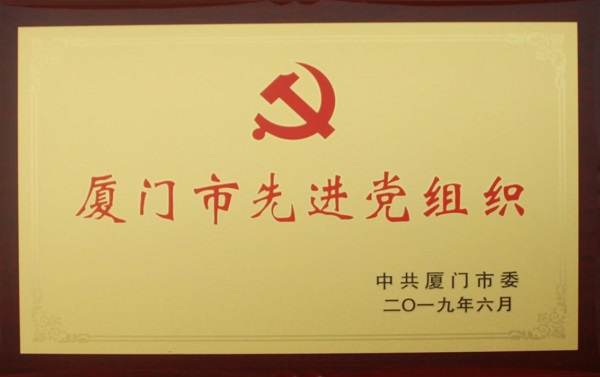 厦门市先进党组织
中共厦门市委
二〇一九年六月